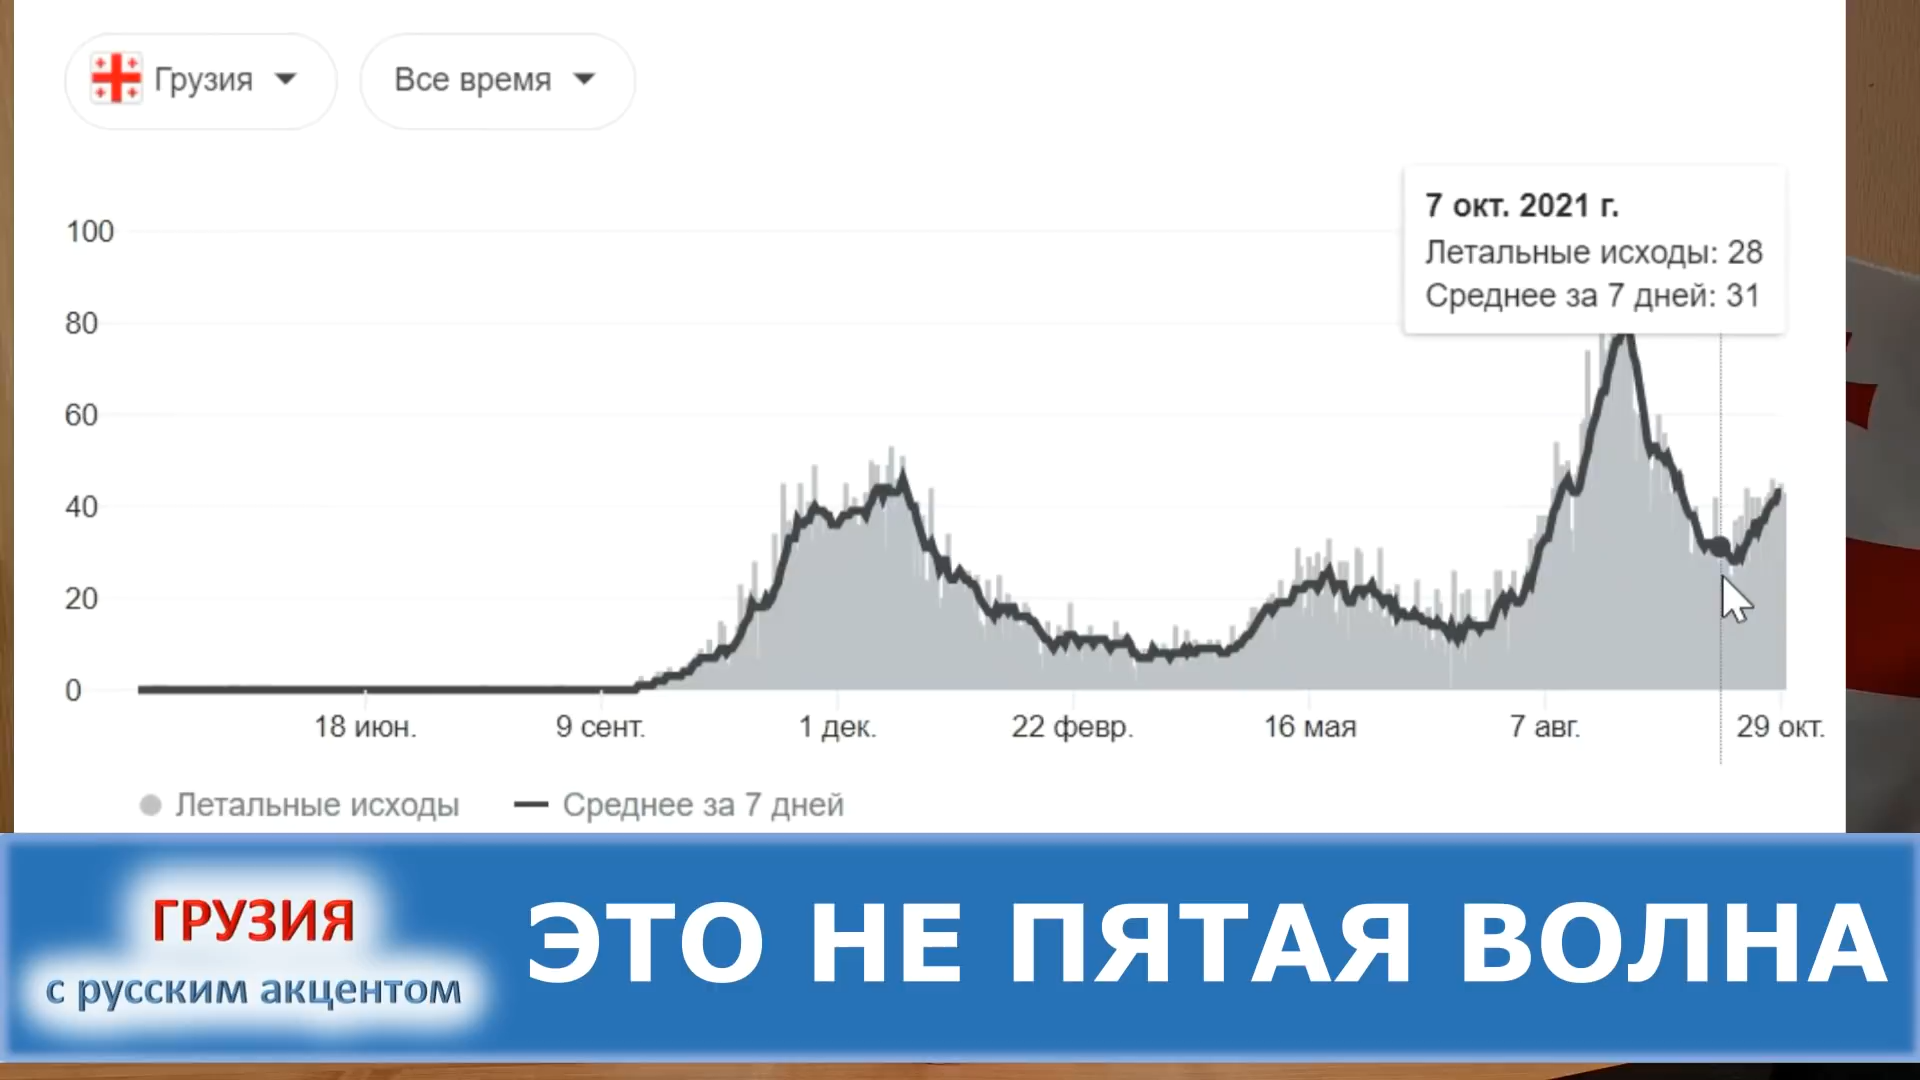 Грузия
Все время
7 окт. 2021 г.
Летальные исходы: 28
Среднее за 7 дней: 31
100
80
60
40
20
0
18 июн.
9 сент.
1 дек.
22 февр.
16 мая
7 авг.
29 окт.
Летальные исходы
Среднее за 7 дней
ГРУЗИЯ
с русским акцентом
ЭТО НЕ ПЯТАЯ ВОЛНА